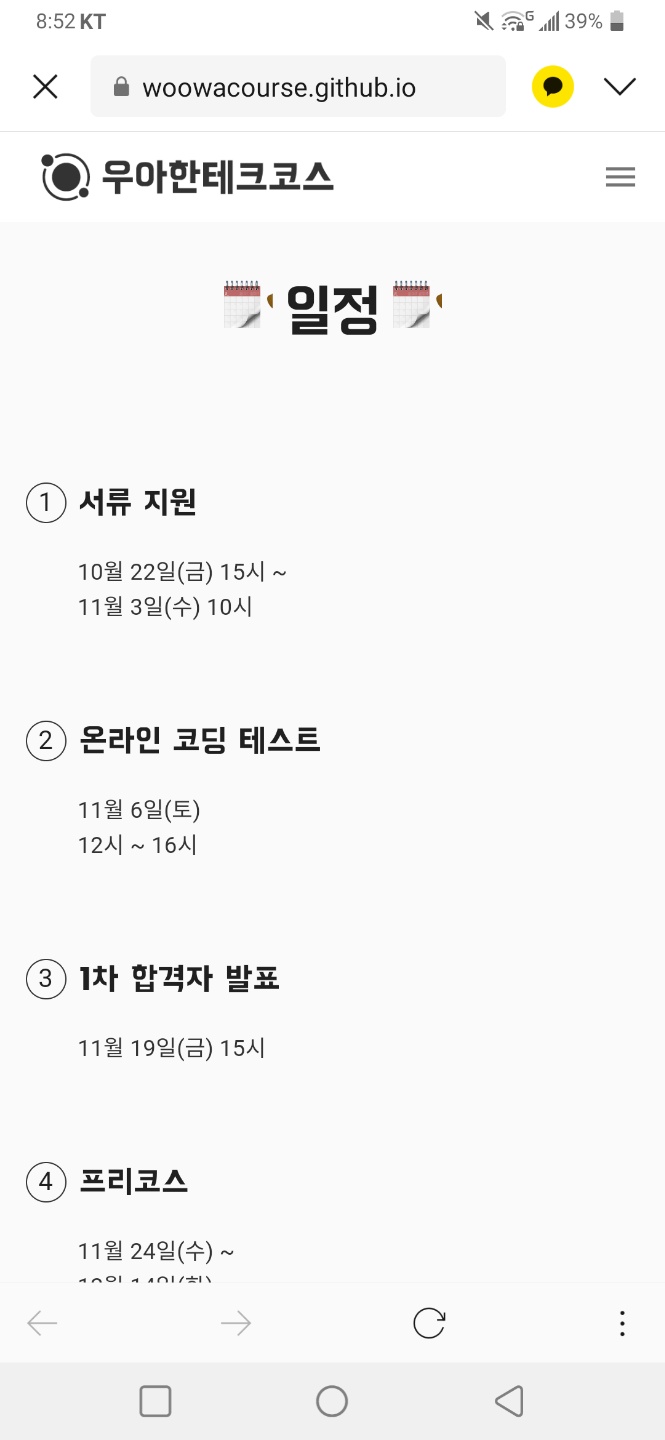 8:52 KT
39%
woowacourse.github.io
우아한테크코스
일정
1 서류 지원
10월 22일(금) 15시 ~
11월 3일(수) 10시
2 온라인 코딩 테스트
11월 6일(토)
12시 ~ 16시
3 1차 합격자 발표
11월 19일(금) 15시
4 프리코스
11월 24일(수) ~